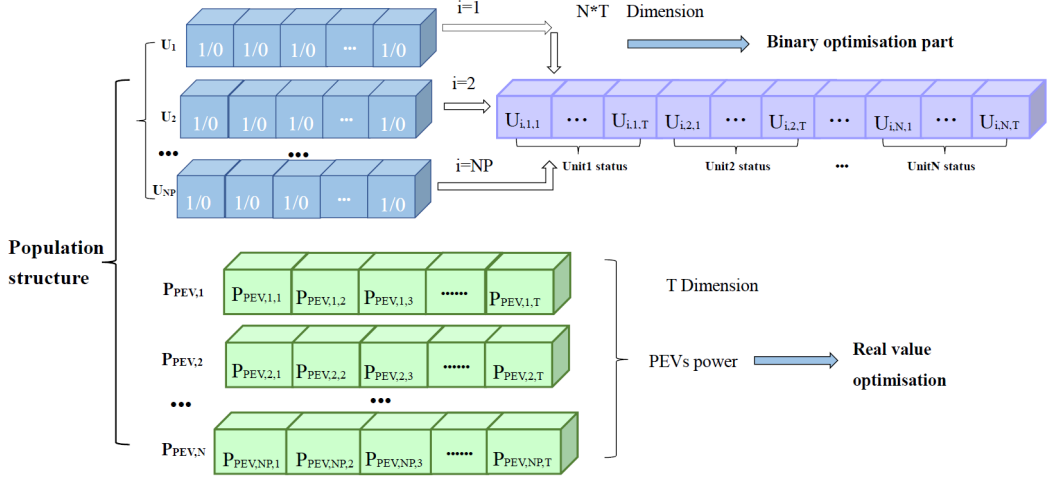 i=1
N*T Dimension
U1
1/0 1/0 1/0 ... 1/0
Binary optimisation part
i=2
U2
1/0 1/0 1/0 ... 1/0
Ui,1,1 ... Ui,1,T Ui,2,1 ... Ui,2,T ... Ui,N,1 ... Ui,N,T
... ...
Unit1 status Unit2 status ... UnitN status
i=NP
UNP
1/0 1/0 1/0 ... 1/0
Population
structure
PPEV,1
PPEV,1,1 PPEV,1,2 PPEV,1,3 ...... PPEV,1,T
T Dimension
PPEV,2
PPEV,2,1 PPEV,2,2 PPEV,2,3 ...... PPEV,2,T
PEVs power
Real value
optimisation
... ...
PPEV,N
PPEV,NP,1 PPEV,NP,2 PPEV,NP,3 ...... PPEV,NP,T